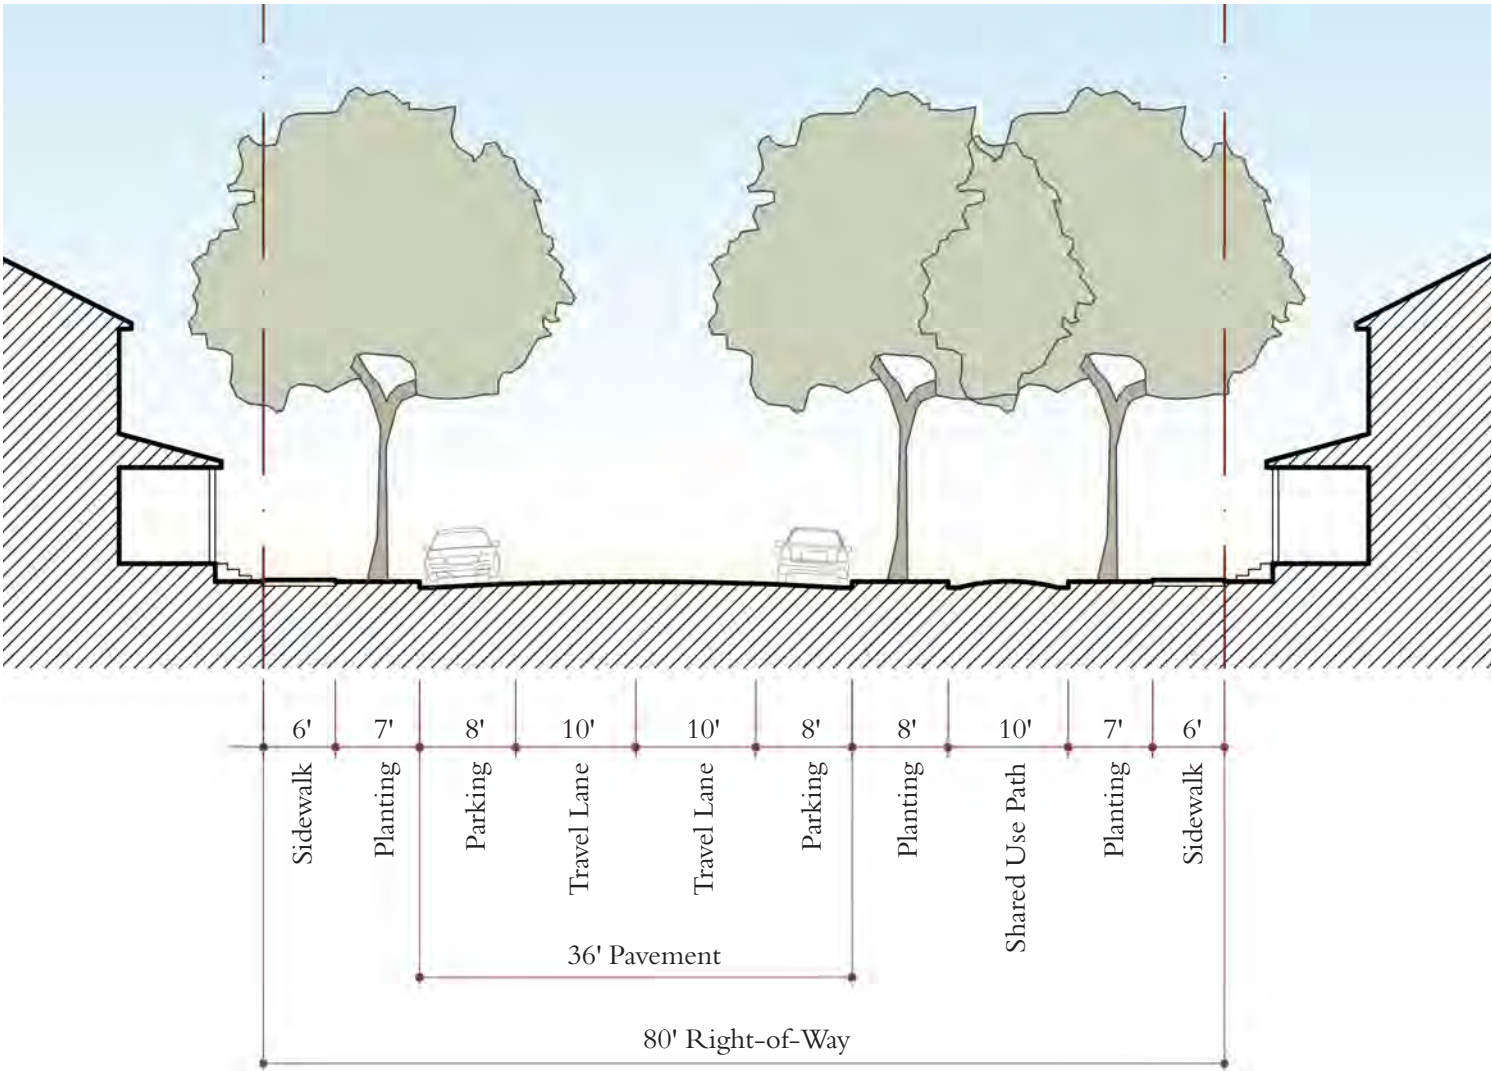 6' 7' 8' 10' 10' 8' 8' 10' 7' 6'
Sidewalk
Planting
Parking
Travel Lane
Travel Lane
Parking
Planting
Shared Use Path
Planting
Sidewalk
36' Pavement
80' Right-of-Way